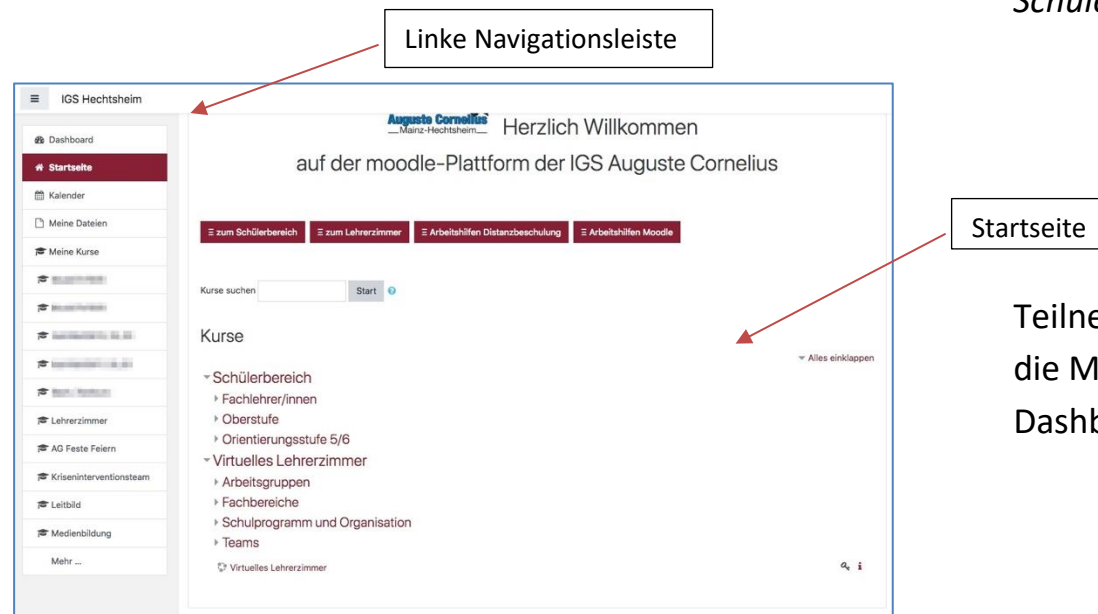 Linke Navigationsleiste
IGS Hechtsheim
Dashboard
Startseite
Kalender
Meine Dateien
Meine Kurse
Lehrerzimmer
AG Feste Feiern
Kriseninterventionsteam
Leitbild
Medienbildung
Mehr ...
Auguste Cornelius
Mainz-Hechtsheim
Herzlich Willkommen
auf der moodle-Plattform der IGS Auguste Cornelius
zum Schülerbereich
zum Lehrerzimmer
Arbeitshilfen Distanzbeschulung
Arbeitshilfen Moodle
Kurse suchen
Start
Kurse
Alles einklappen
Schülerbereich
Fachlehrer/innen
Oberstufe
Orientierungsstufe 5/6
Virtuelles Lehrerzimmer
Arbeitsgruppen
Fachbereiche
Schulprogramm und Organisation
Teams
Virtuelles Lehrerzimmer
Startseite
die